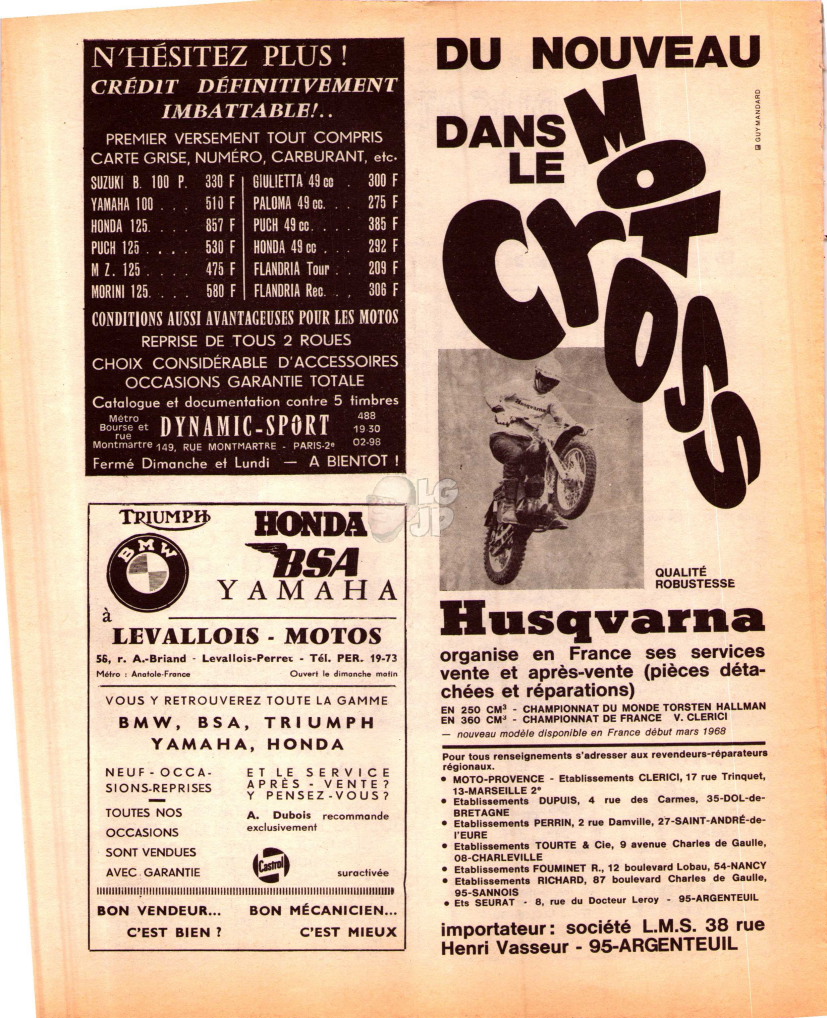 N'HÉSITEZ PLUS !
CRÉDIT DÉFINITIVEMENT
IMBATTABLE!..
PREMIER VERSEMENT TOUT COMPRIS
CARTE GRISE, NUMÉRO, CARBURANT, etc.
SUZUKI B. 100 P. 330 F
YAMAHA 100 .... 510 F
HONDA 125..... 857 F
PUCH 125 ..... 530 F
M Z. 125 ..... 475 F
MORINI 125..... 580 F
GIULIETTA 49 cc . 300 F
PALOMA 49 cc. . . 275 F
PUCH 49 cc. . . . 385 F
HONDA 49 cc . . . 292 F
FLANDRIA Tour . . 209 F
FLANDRIA Rec. . , 306 F
CONDITIONS AUSSI AVANTAGEUSES POUR LES MOTOS
REPRISE DE TOUS 2 ROUES
CHOIX CONSIDÉRABLE D'ACCESSOIRES
OCCASIONS GARANTIE TOTALE
Catalogue et documentation contre 5 timbres
Métro
Bourse et
rue
Montmartre
DYNAMIC-SPORT
149, RUE MONTMARTRE - PARIS-2e
488
19-30
02-98
Fermé Dimanche et Lundi — A BIENTOT !
TRIUMPH
HONDA
BMW
BSA
YAMAHA
à
LEVALLOIS - MOTOS
56, r. A.-Briand - Levallois-Perret - Tél. PER. 19-73
Métro : Anatole-France Ouvert le dimanche matin
VOUS Y RETROUVEREZ TOUTE LA GAMME
BMW, BSA, TRIUMPH
YAMAHA, HONDA
NEUF - OCCA-
SIONS-REPRISES
TOUTES NOS
OCCASIONS
SONT VENDUES
AVEC GARANTIE
ET LE SERVICE
APRÈS - VENTE ?
Y PENSEZ-VOUS ?
A. Dubois recommande
exclusivement
Castrol
suractivée
BON VENDEUR...
C'EST BIEN ?
BON MÉCANICIEN...
C'EST MIEUX
DU NOUVEAU
DANS
LE
MOTO
CROSS
GUY MANDARD
QUALITÉ
ROBUSTESSE
Husqvarna
organise en France ses services
vente et après-vente (pièces déta-
chées et réparations)
EN 250 CM³ - CHAMPIONNAT DU MONDE TORSTEN HALLMAN
EN 360 CM³ - CHAMPIONNAT DE FRANCE V. CLERICI
— nouveau modèle disponible en France début mars 1968
Pour tous renseignements s'adresser aux revendeurs-réparateurs
régionaux.
• MOTO-PROVENCE - Etablissements CLERICI, 17 rue Trinquet,
13-MARSEILLE 2e
• Etablissements DUPUIS, 4 rue des Carmes, 35-DOL-de-
BRETAGNE
• Etablissements PERRIN, 2 rue Damville, 27-SAINT-ANDRÉ-de-
l'EURE
• Etablissements TOURTE & Cie, 9 avenue Charles de Gaulle,
08-CHARLEVILLE
• Etablissements FOUMINET R., 12 boulevard Lobau, 54-NANCY
• Etablissements RICHARD, 87 boulevard Charles de Gaulle,
95-SANNOIS
• Ets SEURAT - 8, rue du Docteur Leroy - 95-ARGENTEUIL
importateur : société L.M.S. 38 rue
Henri Vasseur - 95-ARGENTEUIL
LG
JP